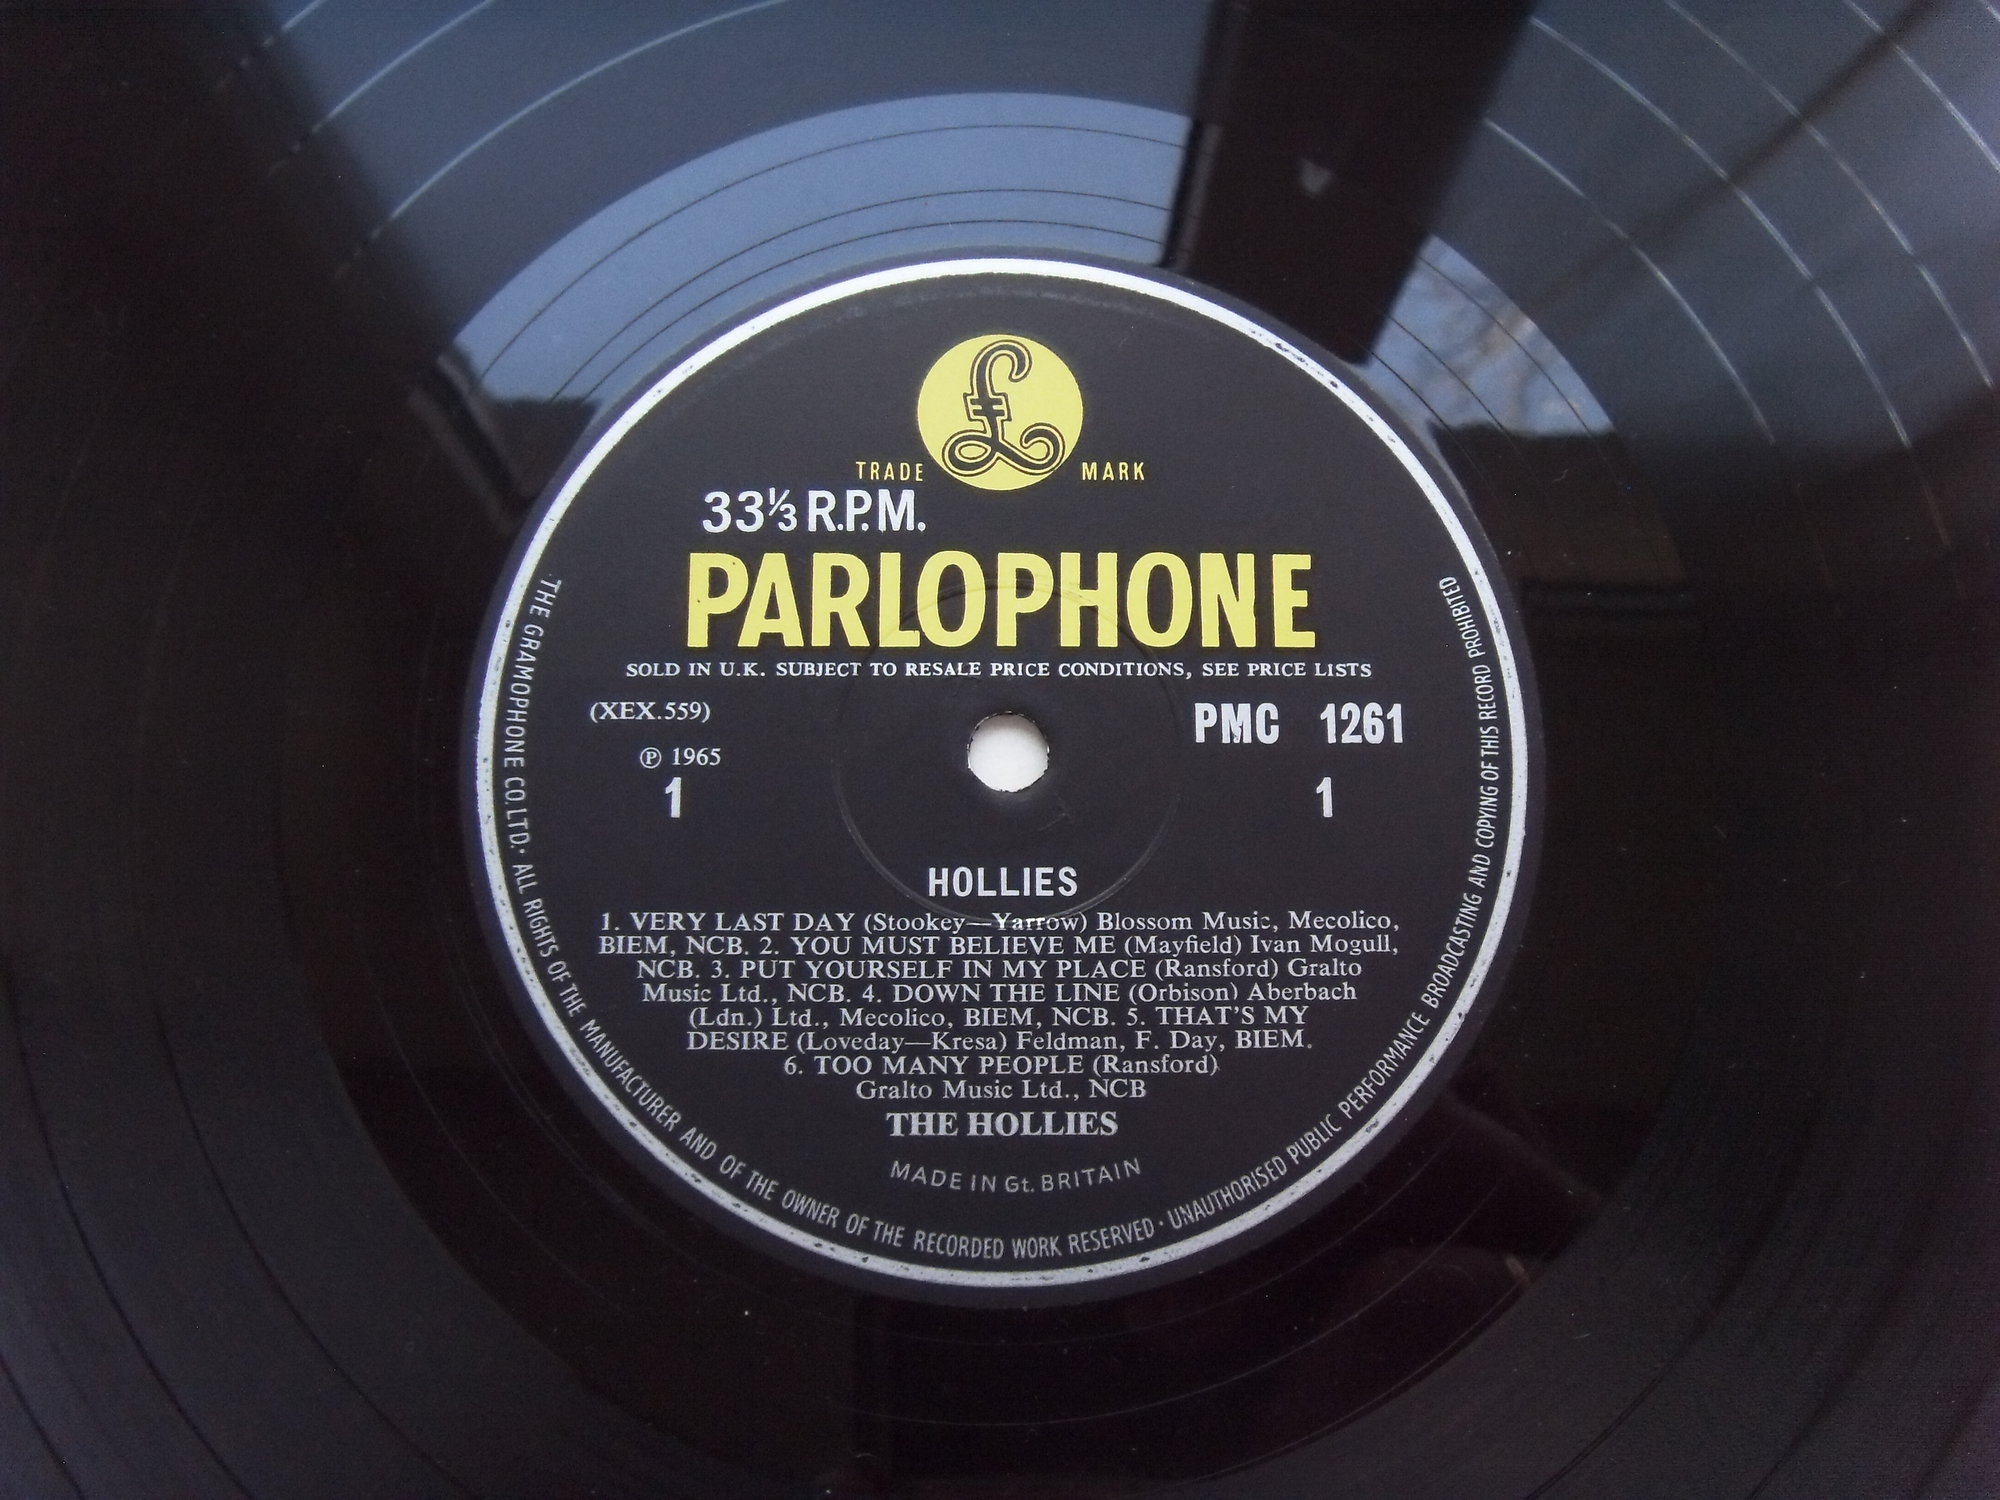 £
TRADE MARK
33⅓ R.P.M.
PARLOPHONE
SOLD IN U.K. SUBJECT TO RESALE PRICE CONDITIONS, SEE PRICE LISTS
(XEX.559)
PMC 1261
℗ 1965
1
1
HOLLIES
1. VERY LAST DAY (Stookey—Yarrow) Blossom Music, Mecolico,
BIEM, NCB. 2. YOU MUST BELIEVE ME (Mayfield) Ivan Mogull,
NCB. 3. PUT YOURSELF IN MY PLACE (Ransford) Gralto
Music Ltd., NCB. 4. DOWN THE LINE (Orbison) Aberbach
(Ldn.) Ltd., Mecolico, BIEM, NCB. 5. THAT'S MY
DESIRE (Loveday—Kresa) Feldman, F. Day, BIEM.
6. TOO MANY PEOPLE (Ransford)
Gralto Music Ltd., NCB
THE HOLLIES
MADE IN Gt. BRITAIN
THE GRAMOPHONE CO. LTD. · ALL RIGHTS OF THE MANUFACTURER AND OF THE OWNER OF THE RECORDED WORK RESERVED · UNAUTHORISED PUBLIC PERFORMANCE BROADCASTING AND COPYING OF THIS RECORD PROHIBITED